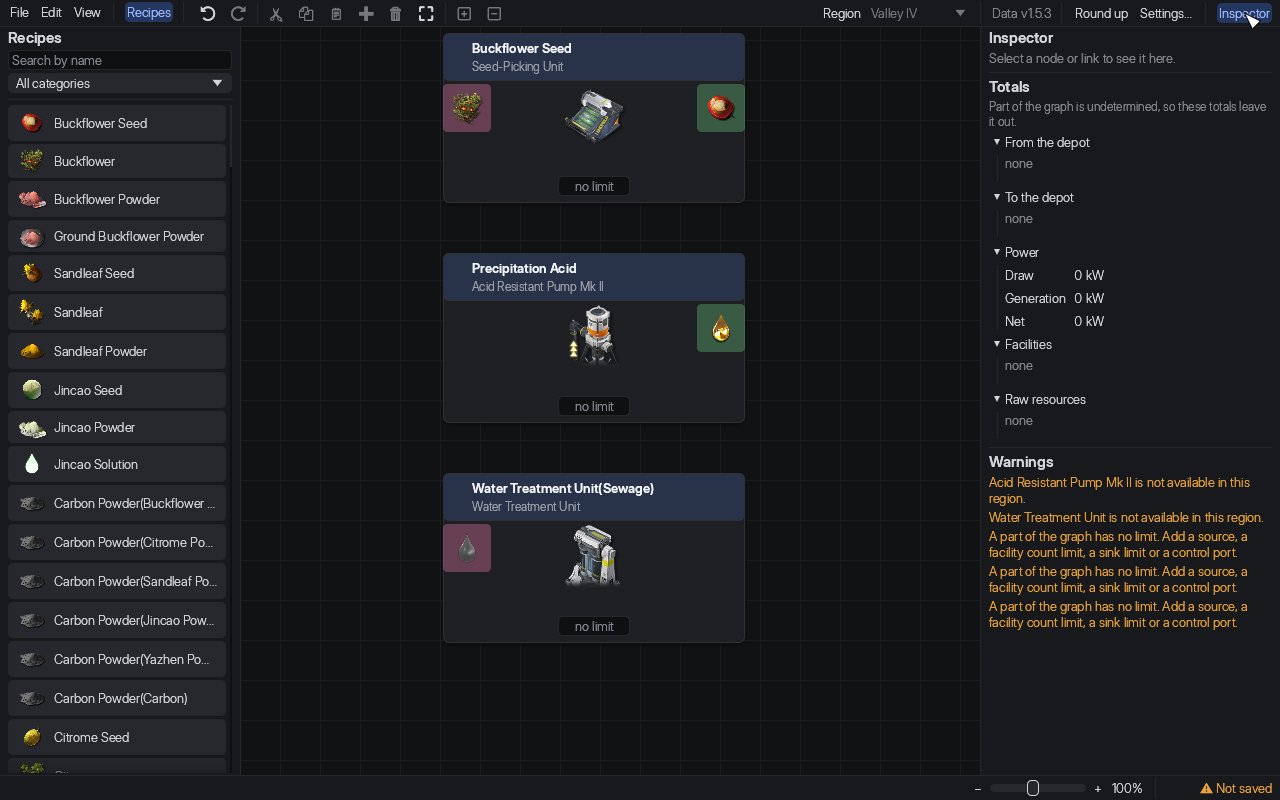 File Edit View Recipes Region Valley IV Data v1.5.3 Round up Settings... Inspector
Recipes
Search by name
All categories
Buckflower Seed
Buckflower
Buckflower Powder
Ground Buckflower Powder
Sandleaf Seed
Sandleaf
Sandleaf Powder
Jincao Seed
Jincao Powder
Jincao Solution
Carbon Powder(Buckflower ...
Carbon Powder(Citrome Po...
Carbon Powder(Sandleaf Po...
Carbon Powder(Jincao Pow...
Carbon Powder(Yazhen Po...
Carbon Powder(Carbon)
Citrome Seed
Buckflower Seed
Seed-Picking Unit
no limit
Precipitation Acid
Acid Resistant Pump Mk II
no limit
Water Treatment Unit(Sewage)
Water Treatment Unit
no limit
Inspector
Select a node or link to see it here.
Totals
Part of the graph is undetermined, so these totals leave
it out.
From the depot
none
To the depot
none
Power
Draw 0 kW
Generation 0 kW
Net 0 kW
Facilities
none
Raw resources
none
Warnings
Acid Resistant Pump Mk II is not available in this
region.
Water Treatment Unit is not available in this region.
A part of the graph has no limit. Add a source, a
facility count limit, a sink limit or a control port.
A part of the graph has no limit. Add a source, a
facility count limit, a sink limit or a control port.
A part of the graph has no limit. Add a source, a
facility count limit, a sink limit or a control port.
− + 100% Not saved